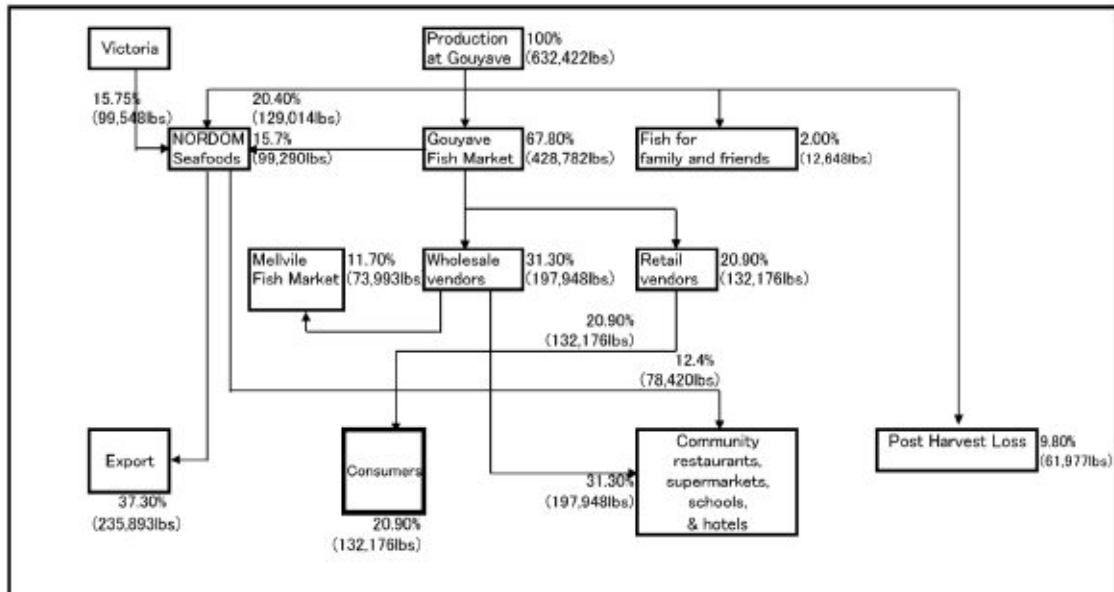 Victoria
Production
at Gouyave
100%
(632,422lbs)
15.75%
(99,548lbs)
20.40%
(129,014lbs)
NORDOM
Seafoods
15.7%
(99,290lbs)
Gouyave
Fish Market
67.80%
(428,782lbs)
Fish for
family and friends
2.00%
(12,648lbs)
Mellvile
Fish Market
11.70%
(73,993lbs
Wholesale
vendors
31.30%
(197,948lbs)
Retail
vendors
20.90%
(132,176lbs)
20.90%
(132,176lbs)
12.4%
(78,420lbs)
Export
37.30%
(235,893lbs)
Consumers
20.90%
(132,176lbs)
31.30%
(197,948lbs)
Community
restaurants,
supermarkets,
schools,
& hotels
Post Harvest Loss
9.80%
(61,977lbs)